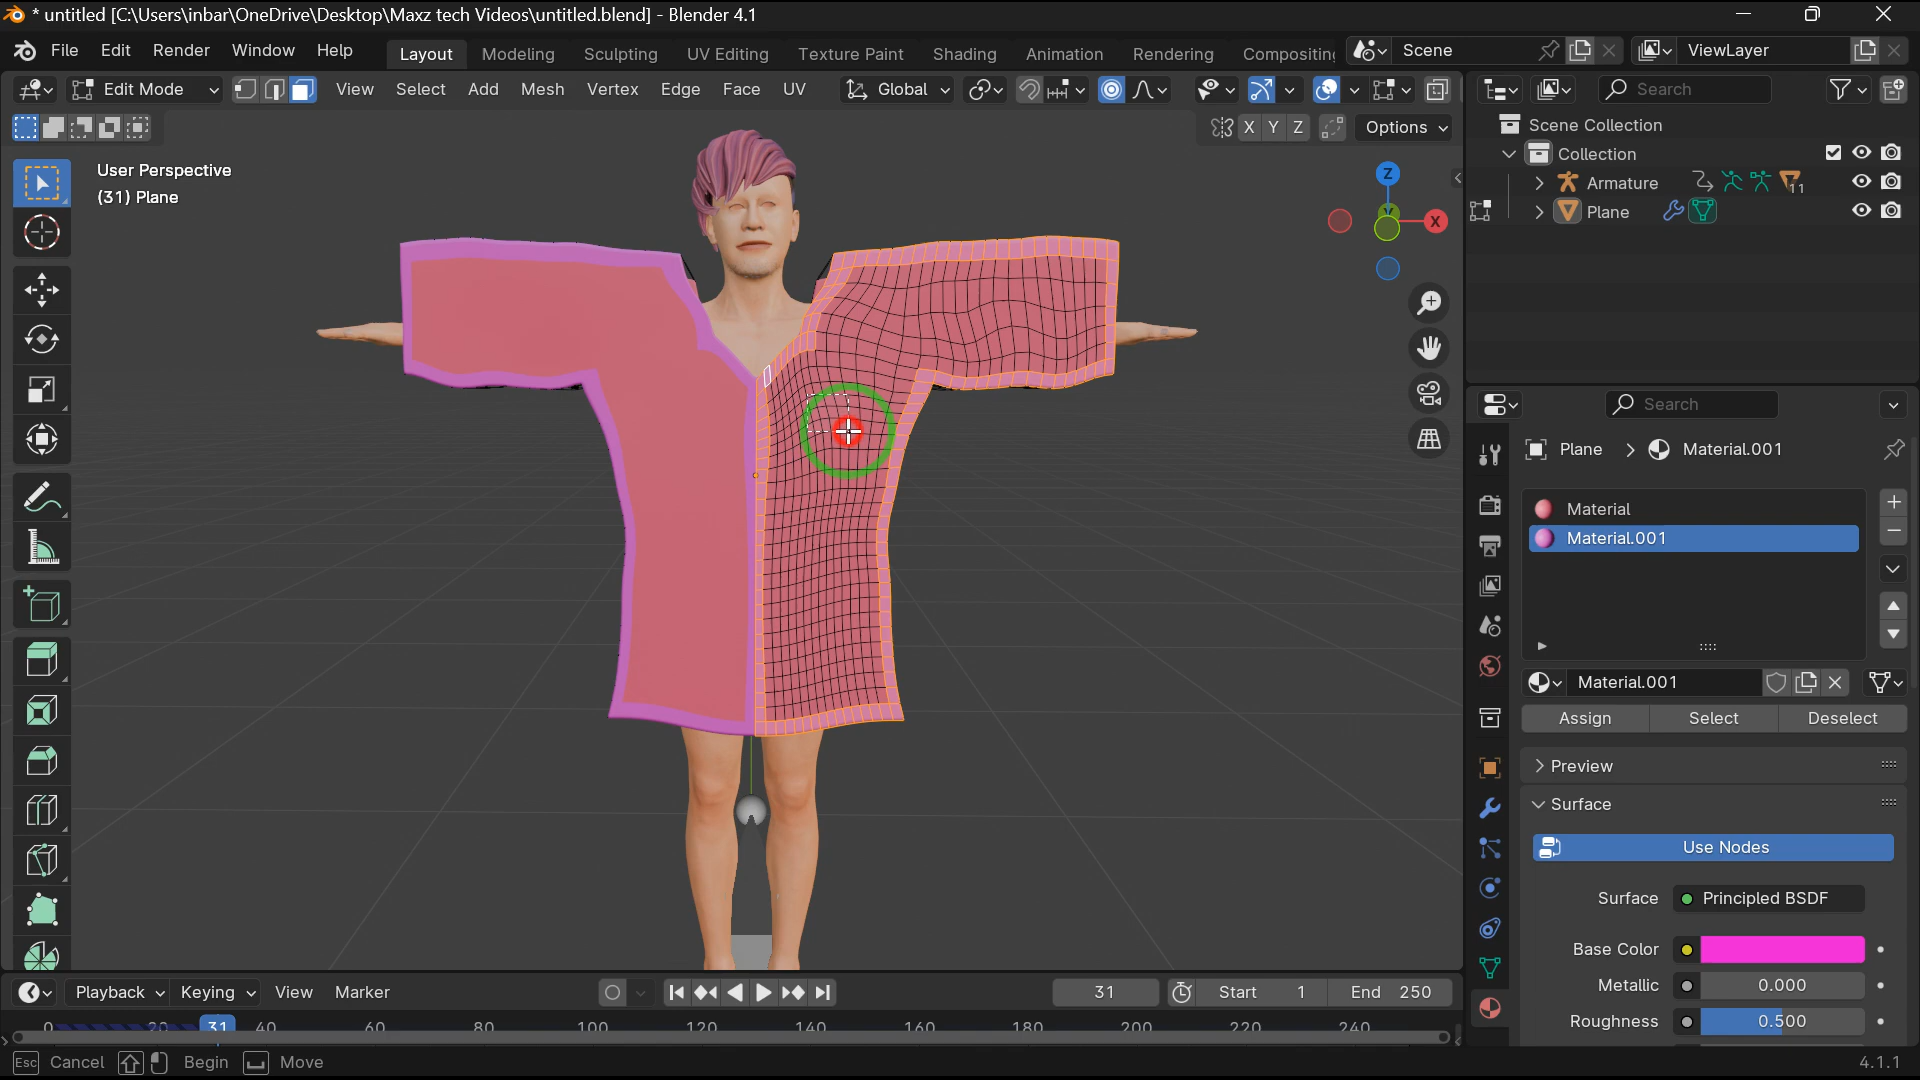 * untitled [C:\Users\inbar\OneDrive\Desktop\Maxz tech Videos\untitled.blend] - Blender 4.1
File Edit Render Window Help Layout Modeling Sculpting UV Editing Texture Paint Shading Animation Rendering Compositing Scene ViewLayer
Edit Mode View Select Add Mesh Vertex Edge Face UV Global Search
X Y Z Options
User Perspective
(31) Plane
Z
X
Y
Scene Collection
Collection
Armature 11
Plane
Search
Plane > Material.001
Material
Material.001
Material.001
Assign Select Deselect
Preview
Surface
Use Nodes
Surface Principled BSDF
Base Color
Metallic 0.000
Roughness 0.500
Playback Keying View Marker 31 Start 1 End 250
0 20 31 40 60 80 100 120 140 160 180 200 220 240
Esc Cancel Begin Move 4.1.1